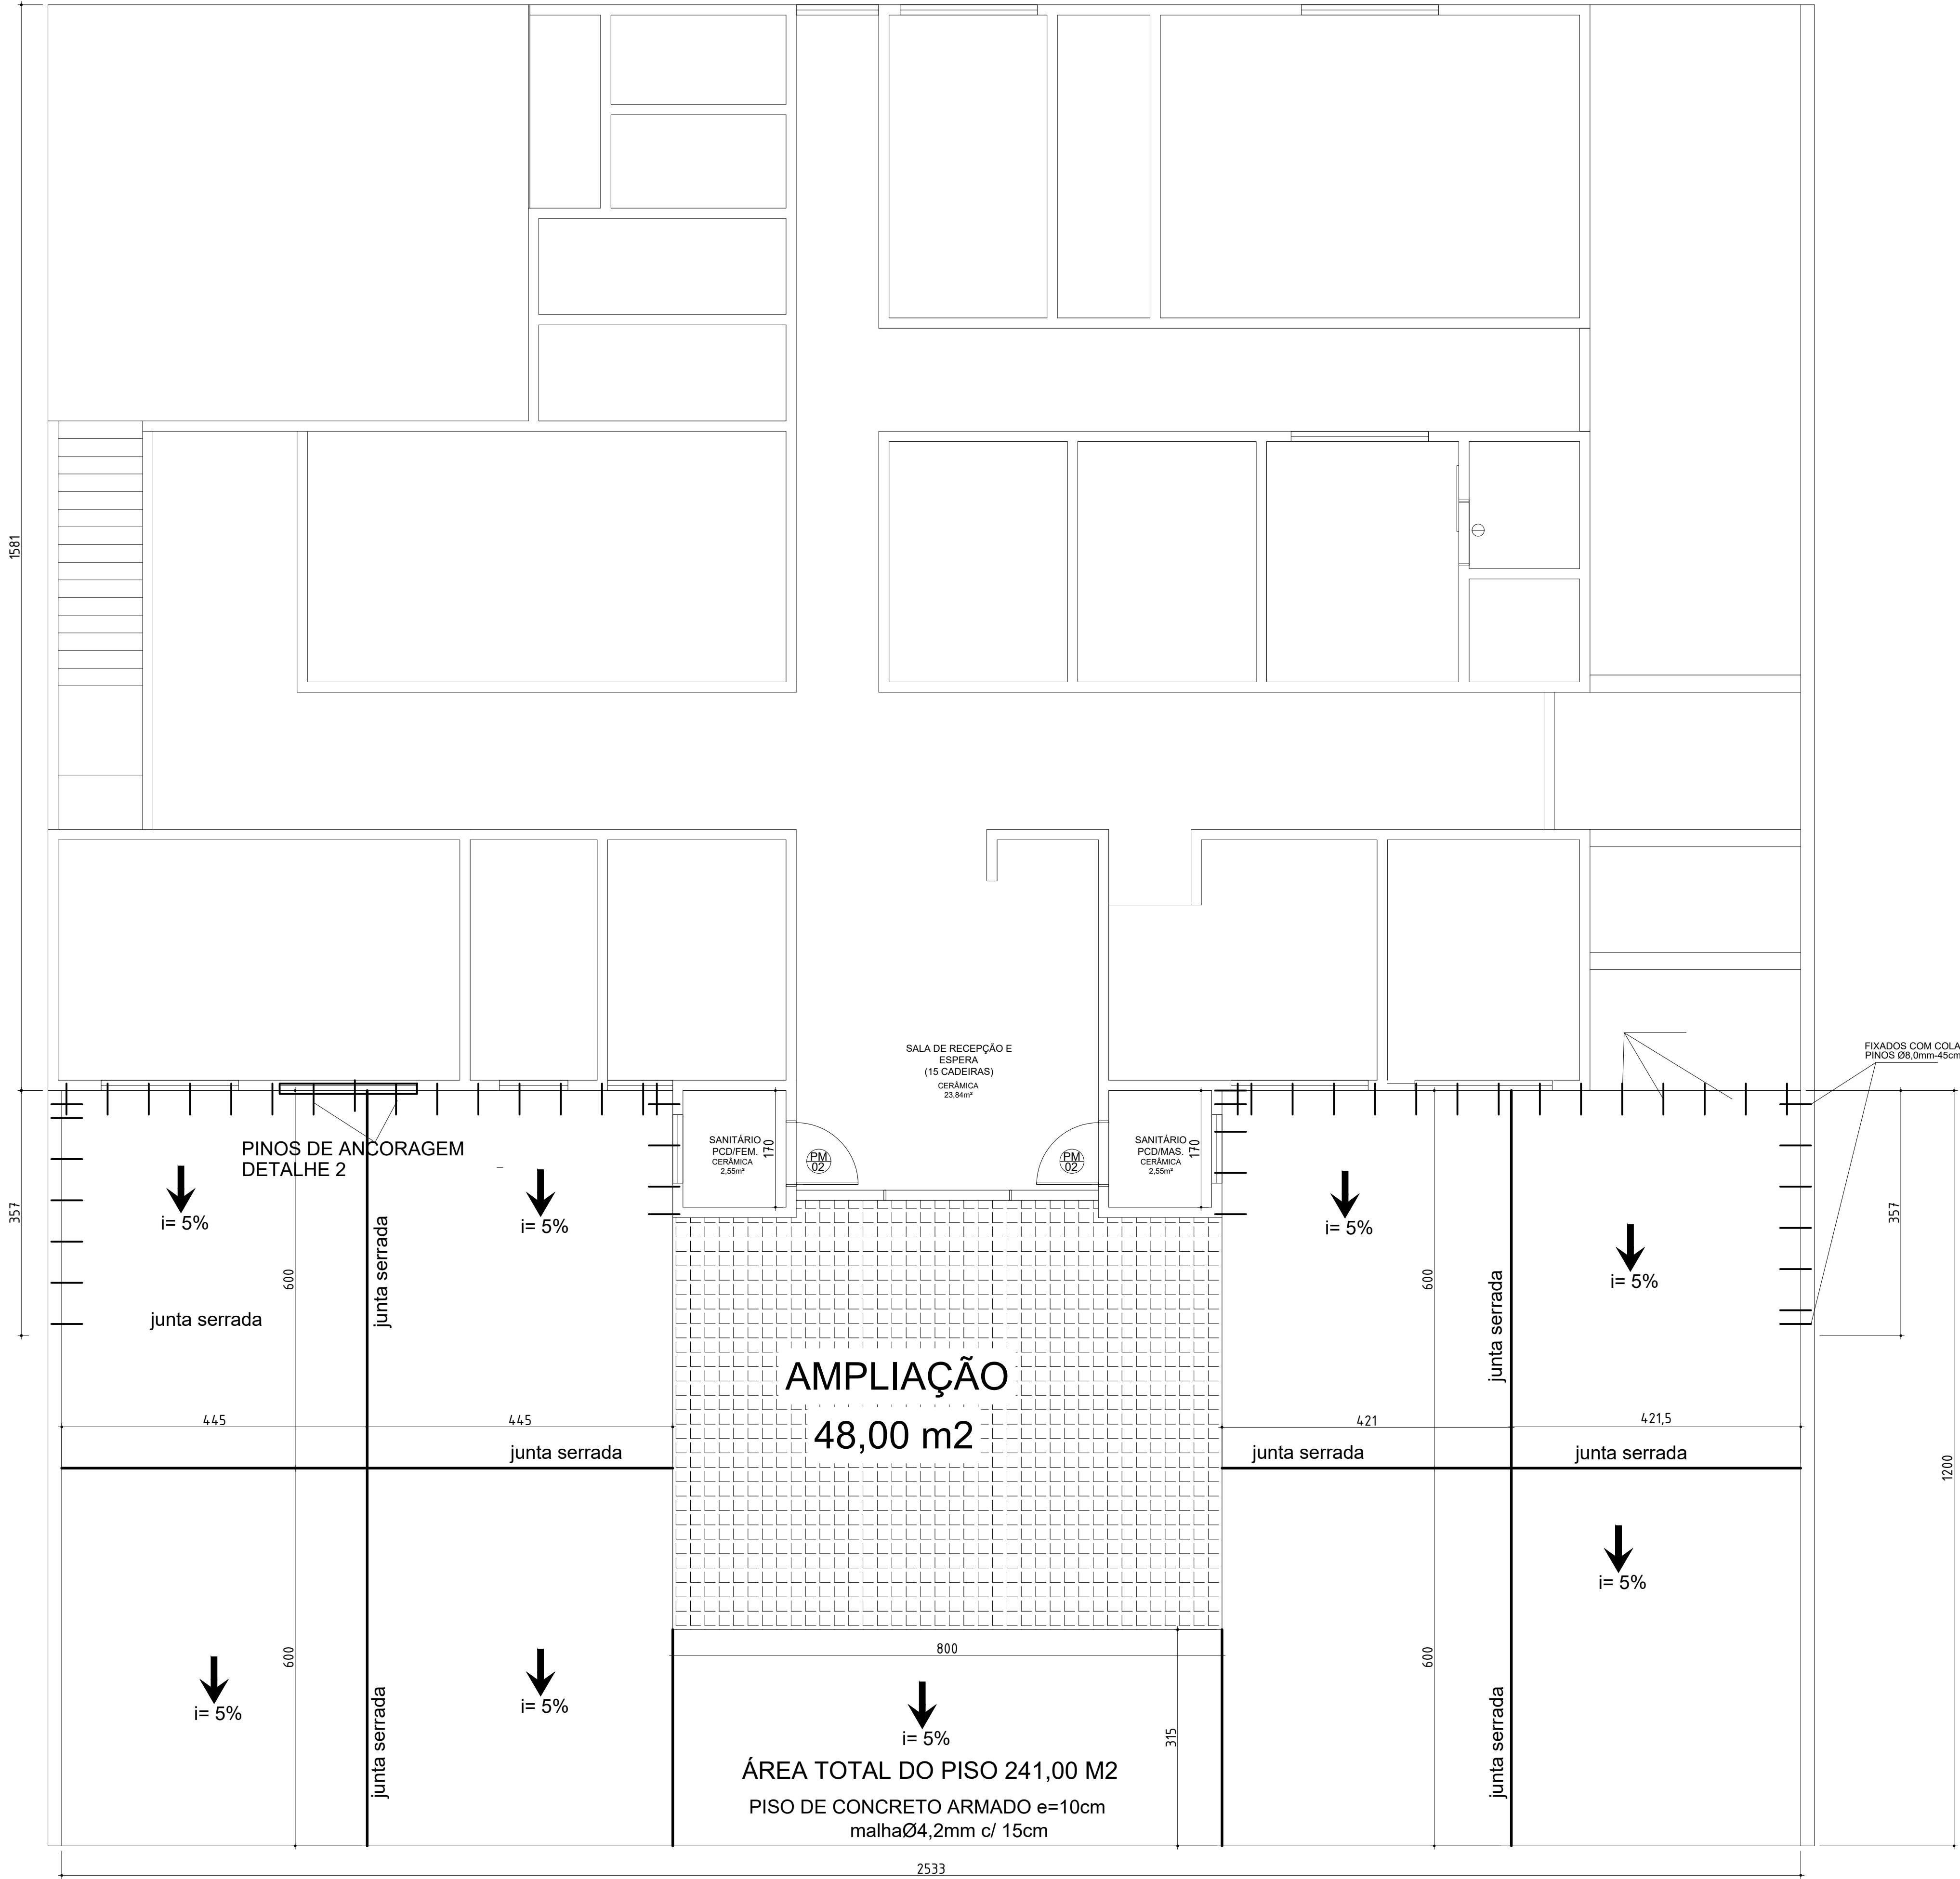 1581
SALA DE RECEPÇÃO E
ESPERA
(15 CADEIRAS)
CERÂMICA
23,84m²
FIXADOS COM COLA
PINOS Ø8,0mm-45cm
PINOS DE ANCORAGEM
DETALHE 2
SANITÁRIO
PCD/FEM.
CERÂMICA
2,55m²
170
PM
02
PM
02
SANITÁRIO
PCD/MAS.
CERÂMICA
2,55m²
170
357
357
i= 5%
i= 5%
i= 5%
i= 5%
600
junta serrada
junta serrada
600
junta serrada
AMPLIAÇÃO
48,00 m2
445
445
421
421,5
junta serrada
junta serrada
junta serrada
1200
i= 5%
600
junta serrada
i= 5%
i= 5%
800
i= 5%
315
600
junta serrada
ÁREA TOTAL DO PISO 241,00 M2
PISO DE CONCRETO ARMADO e=10cm
malhaØ4,2mm c/ 15cm
2533